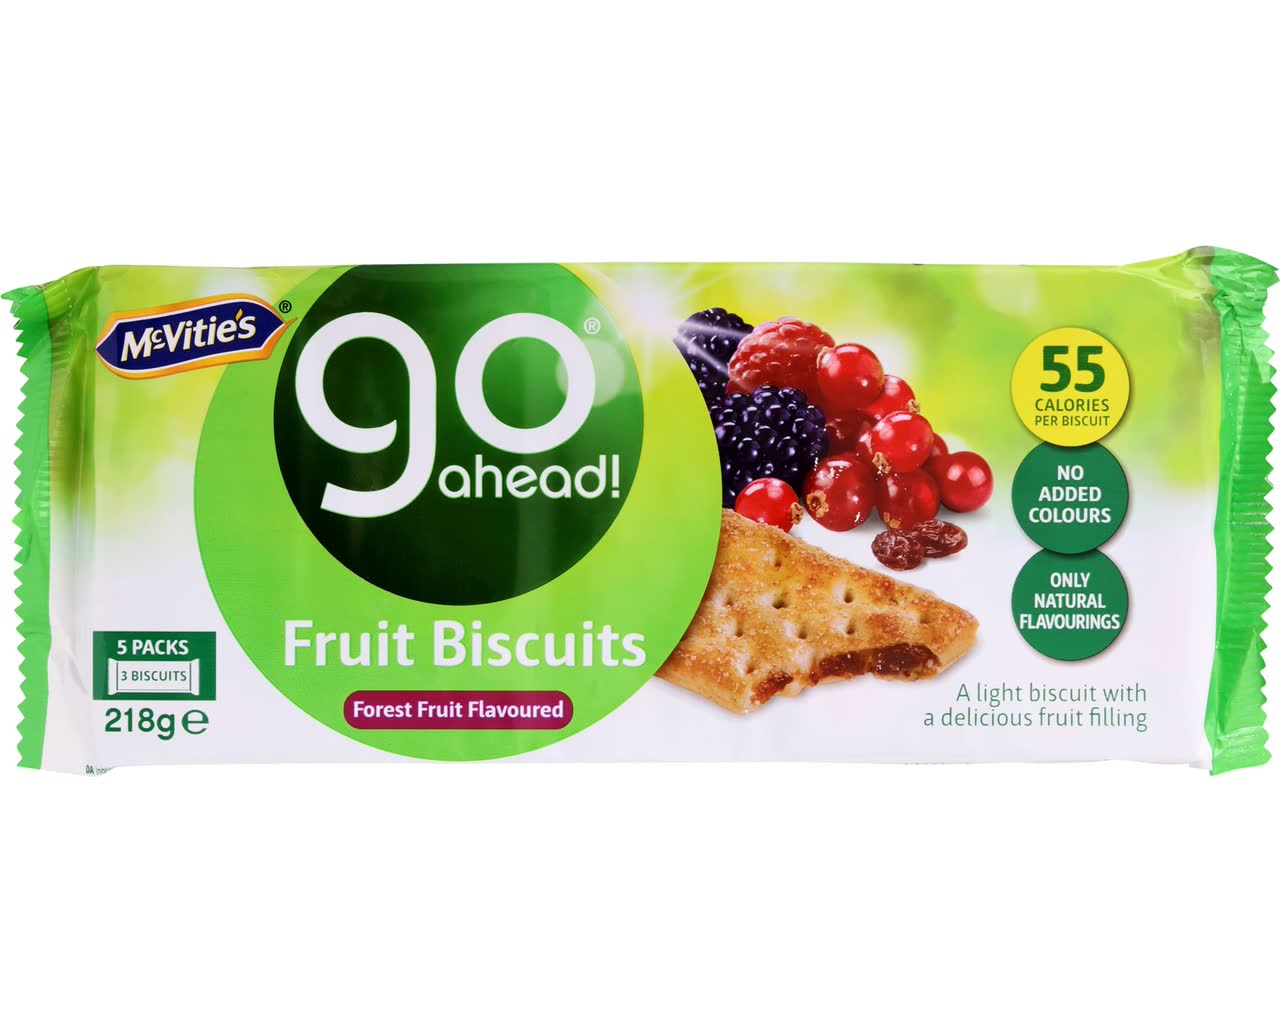 McVitie's®
go®
ahead!
Fruit Biscuits
Forest Fruit Flavoured
5 PACKS
3 BISCUITS
218g℮
55
CALORIES
PER BISCUIT
NO
ADDED
COLOURS
ONLY
NATURAL
FLAVOURINGS
A light biscuit with
a delicious fruit filling